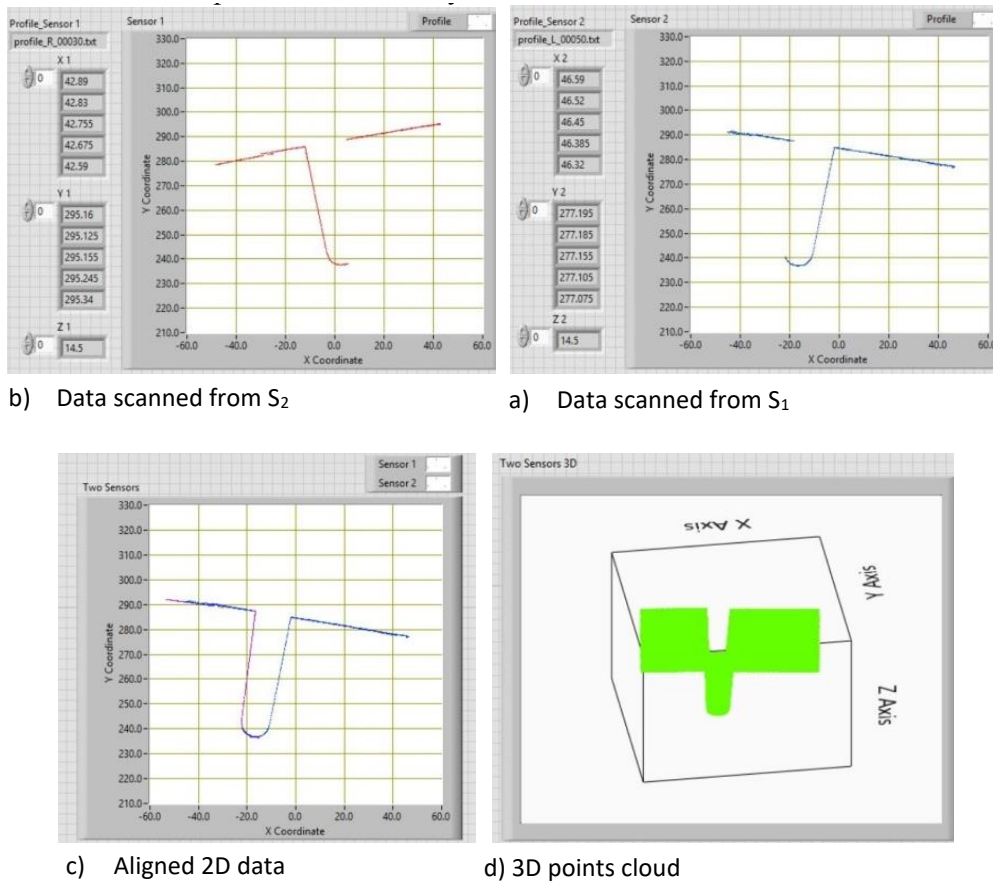 Profile_Sensor 1
profile_R_00030.txt
X 1
0
42.89
42.83
42.755
42.675
42.59
Y 1
0
295.16
295.125
295.155
295.245
295.34
Z 1
0
14.5
Sensor 1
Profile
330.0
320.0
310.0
300.0
290.0
280.0
270.0
260.0
250.0
240.0
230.0
220.0
210.0
Y Coordinate
-60.0 -40.0 -20.0 0.0 20.0 40.0 60.0
X Coordinate
Profile_Sensor 2
profile_L_00050.txt
X 2
0
46.59
46.52
46.45
46.385
46.32
Y 2
0
277.195
277.185
277.155
277.105
277.075
Z 2
0
14.5
Sensor 2
Profile
330.0
320.0
310.0
300.0
290.0
280.0
270.0
260.0
250.0
240.0
230.0
220.0
210.0
Y Coordinate
-60.0 -40.0 -20.0 0.0 20.0 40.0 60.0
X Coordinate
b) Data scanned from S₂
a) Data scanned from S₁
Sensor 1
Sensor 2
Two Sensors
330.0
320.0
310.0
300.0
290.0
280.0
270.0
260.0
250.0
240.0
230.0
220.0
210.0
Y Coordinate
-60.0 -40.0 -20.0 0.0 20.0 40.0 60.0
X Coordinate
Two Sensors 3D
X Axis
Y Axis
Z Axis
c) Aligned 2D data
d) 3D points cloud